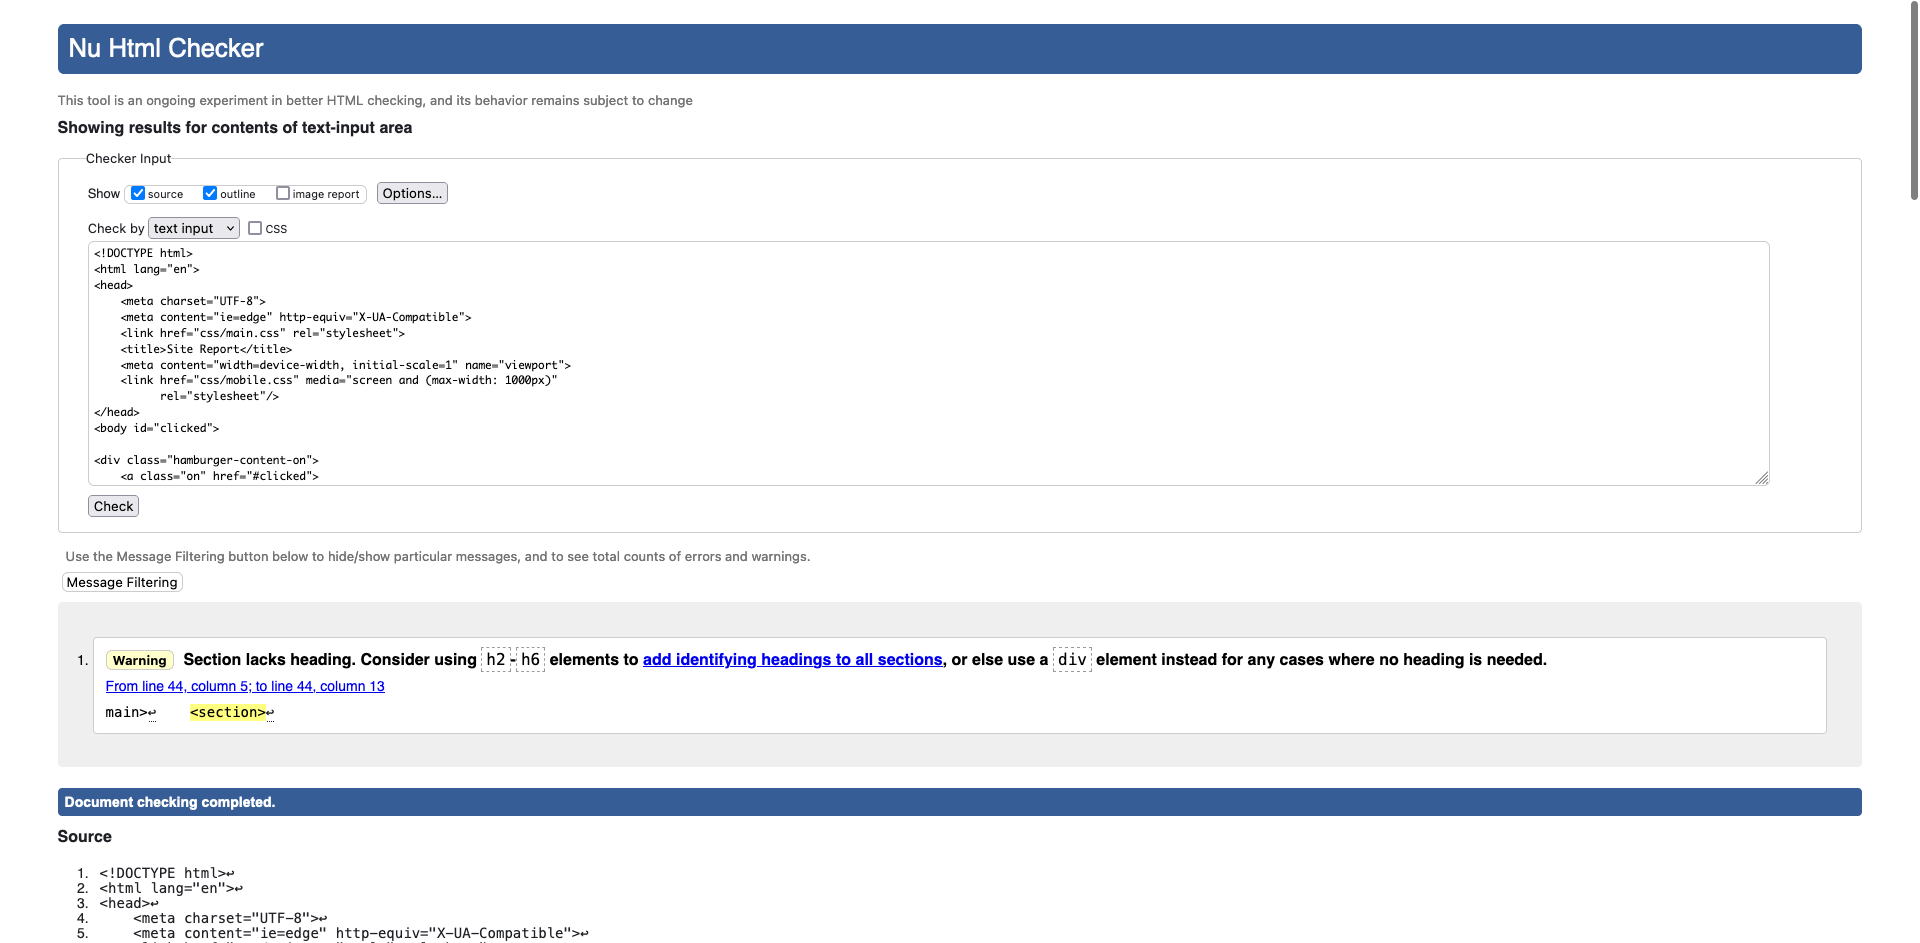 Nu Html Checker
This tool is an ongoing experiment in better HTML checking, and its behavior remains subject to change
Showing results for contents of text-input area
Checker Input
Show source outline image report Options...
Check by text input CSS
<!DOCTYPE html>
<html lang="en">
<head>
    <meta charset="UTF-8">
    <meta content="ie=edge" http-equiv="X-UA-Compatible">
    <link href="css/main.css" rel="stylesheet">
    <title>Site Report</title>
    <meta content="width=device-width, initial-scale=1" name="viewport">
    <link href="css/mobile.css" media="screen and (max-width: 1000px)"
          rel="stylesheet"/>
</head>
<body id="clicked">
<div class="hamburger-content-on">
    <a class="on" href="#clicked">
Check
Use the Message Filtering button below to hide/show particular messages, and to see total counts of errors and warnings.
Message Filtering
1. Warning Section lacks heading. Consider using h2-h6 elements to add identifying headings to all sections, or else use a div element instead for any cases where no heading is needed.
From line 44, column 5; to line 44, column 13
main>↩    <section>↩
Document checking completed.
Source
1. <!DOCTYPE html>↩
2. <html lang="en">↩
3. <head>↩
4.     <meta charset="UTF-8">↩
5.     <meta content="ie=edge" http-equiv="X-UA-Compatible">↩